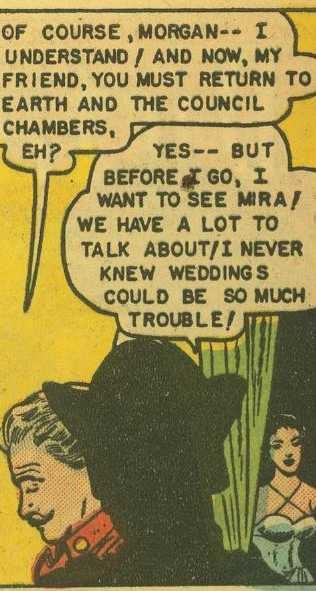 OF COURSE, MORGAN-- I
UNDERSTAND! AND NOW, MY
FRIEND, YOU MUST RETURN TO
EARTH AND THE COUNCIL
CHAMBERS,
EH?
YES-- BUT
BEFORE I GO, I
WANT TO SEE MIRA!
WE HAVE A LOT TO
TALK ABOUT! I NEVER
KNEW WEDDINGS
COULD BE SO MUCH
TROUBLE!